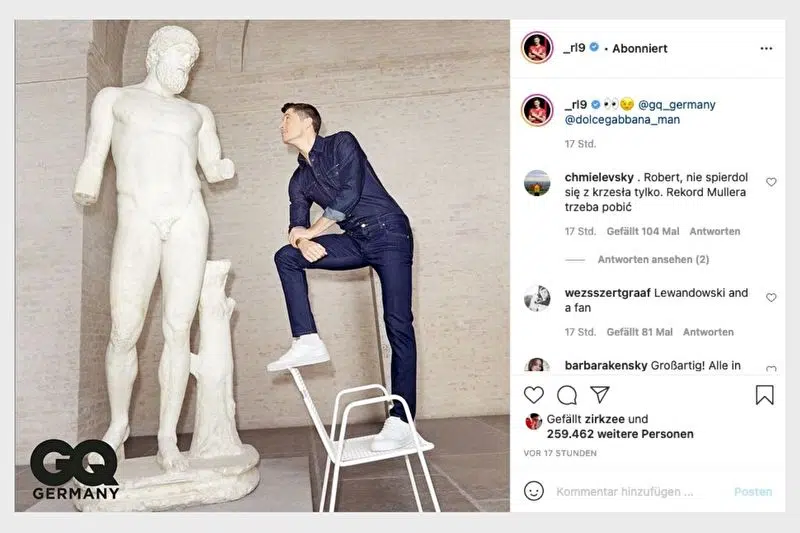 _rl9 • Abonniert
_rl9 👀😉 @gq_germany
@dolcegabbana_man
17 Std.
chmielevsky . Robert, nie spierdol
się z krzesła tylko. Rekord Mullera
trzeba pobić
17 Std. Gefällt 104 Mal Antworten
Antworten ansehen (2)
wezsszertgraaf Lewandowski and
a fan
17 Std. Gefällt 81 Mal Antworten
barbarakensky Großartig! Alle in
Gefällt zirkzee und
259.462 weitere Personen
VOR 17 STUNDEN
Kommentar hinzufügen ...
Posten
GQ
GERMANY